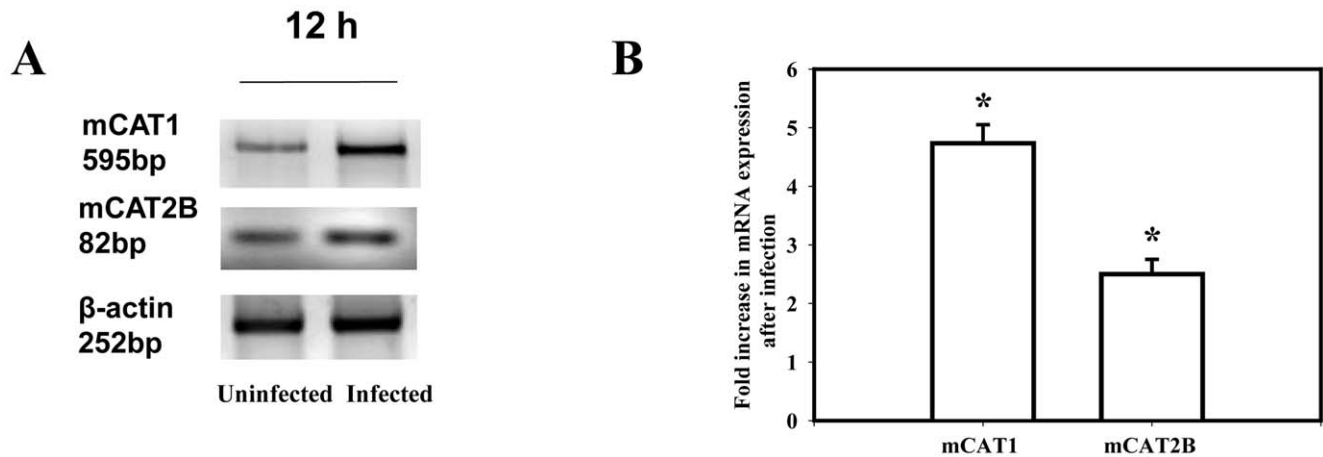 A
12 h
mCAT1
595bp
mCAT2B
82bp
β-actin
252bp
Uninfected Infected
B
Fold increase in mRNA expression
after infection
6
5
4
3
2
1
0
*
*
mCAT1 mCAT2B